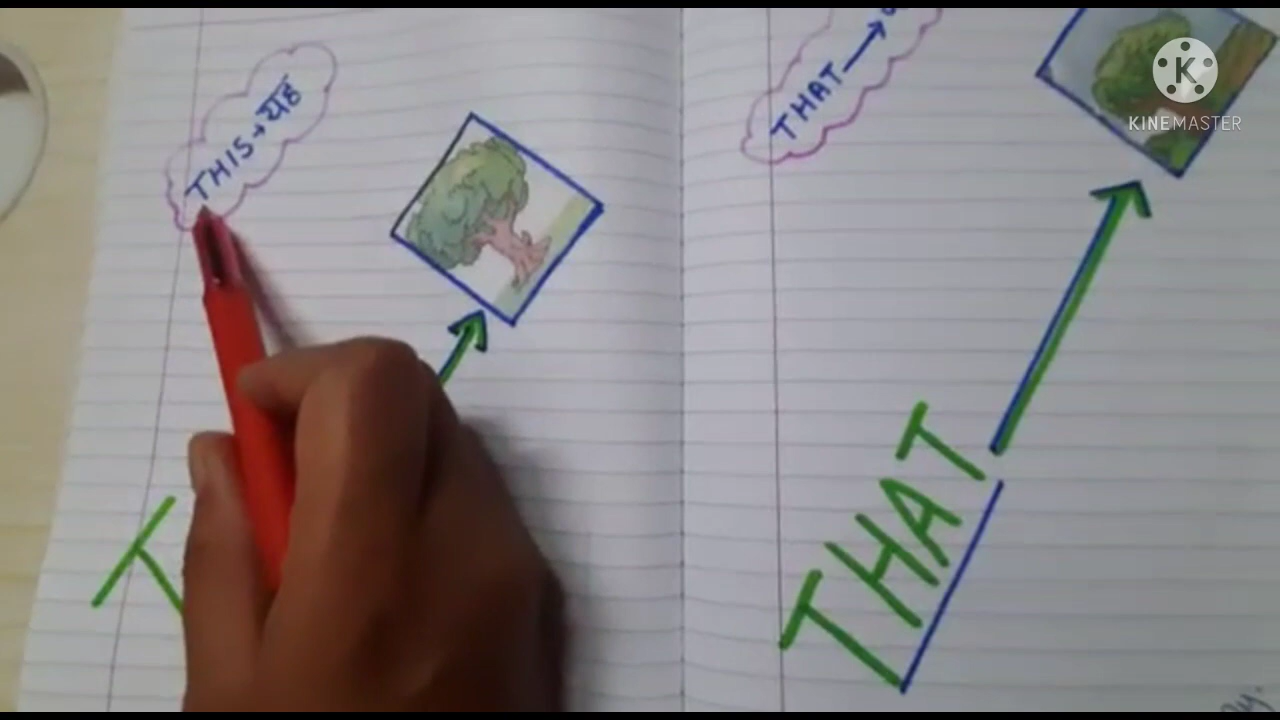 THIS → यह
THAT →
THAT
KINEMASTER